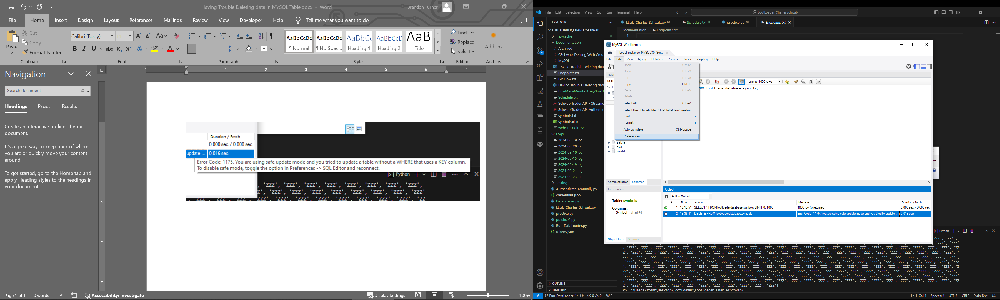 Having Trouble Deleting data in MYSQL Table.docx - Word
Brandon Turner
File Home Insert Design Layout References Mailings Review View Developer Help Tell me what you want to do
Paste
Cut
Copy
Format Painter
Clipboard
Calibri (Body) 11
Font
Paragraph
AaBbCcDc AaBbCcDc AaBbC( AaBbCcC AaB
¶ Normal ¶ No Spac... Heading 1 Heading 2 Title
Styles
Find
Replace
Select
Editing
Add-ins
Add-ins
Navigation
Search document
Headings Pages Results
Create an interactive outline of your
document.
It's a great way to keep track of where
you are or quickly move your content
around.
To get started, go to the Home tab and
apply Heading styles to the headings in
your document.
Duration / Fetch
0.000 sec / 0.000 sec
update ... 0.016 sec
Error Code: 1175. You are using safe update mode and you tried to update a table without a WHERE that uses a KEY column.
To disable safe mode, toggle the option in Preferences -> SQL Editor and reconnect.
Python
, 'ZZZ', 'ZZZ', 'ZZZ', 'ZZZ', 'ZZZ', 'ZZZ', 'ZZZ', 'ZZZ',
Z', 'ZZZ', 'ZZZ', 'ZZZ', 'ZZZ', 'ZZZ', 'ZZZ', 'ZZZ', 'ZZZ'
Page 1 of 1 0 words Accessibility: Investigate Display Settings 100%
File Edit Selection View Go Run Terminal Help
LootLoader_CharlesSchwab
EXPLORER
LOOTLOADER_CHARLESSCHWAB
__pycache__
Documentation
Archived
CSchwab_Dealing With Cred
MySQL
~$ving Trouble Deleting data
Endpoints.txt
Git Flow.txt
Having Trouble Deleting data
howManyMinutesTheyGiveU
Schedule.txt
Schwab Trader API - Streame
Schwab Trader API Authentic
symbols.txt
symbols.xlsx
websiteLogin.7z
Logs
2024-08-19.log
2024-08-20.log
2024-09-10.log
2024-09-15.log
2024-09-19.log
2024-09-21.log
2024-09-23.log
Testing
Authenticate_Manually.py
credentials.json
DataLoader.py
LLLib_Charles_Schwab.py
practice.py
practice2.py
Run_DataLoader.py
tokens.json
OUTLINE
TIMELINE
LLLib_Charles_Schwab.py M Schedule.txt U practice.py M Endpoints.txt
Documentation > Endpoints.txt
1
MySQL Workbench
Local instance MySQL80_Ser...
File Edit View Query Database Server Tools Scripting Help
Undo Ctrl+Z
Redo Ctrl+Y
Cut Ctrl+X
Copy Ctrl+C
Paste Ctrl+V
Delete
Select All Ctrl+A
Select Next Placeholder Ctrl+Shift+OemQuestion
Find
Format
Auto complete Ctrl+Space
Preferences...
Navi
SCHE
Limit to 1000 rows
OM lootloaderdatabase.symbols;
sakila
sys
world
Administration Schemas
Information
Table: symbols
Columns:
Symbol char(4)
Object Info Session
Output
Action Output
# Time Action Message Duration / Fetch
1 16:13:51 SELECT * FROM lootloaderdatabase.symbols LIMIT 0, 1000 1000 row(s) returned 0.000 sec / 0.000 sec
2 16:36:41 DELETE FROM lootloaderdatabase.symbols Error Code: 1175. You are using safe update mode and you tried to update ... 0.016 sec
Python
PS C:\Users\stdnt\Desktop\LootLoader\LootLoader_CharlesSchwab>
Run_DataLoader_1* 0 0 0 Ln 1, Col 1 Spaces: 4 UTF-8 CRLF Plain Text